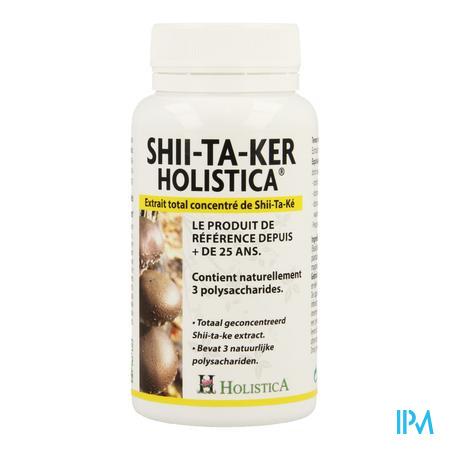 SHII-TA-KER
HOLISTICA®
Extrait total concentré de Shii-Ta-Ké
LE PRODUIT DE
RÉFÉRENCE DEPUIS
+ DE 25 ANS.
Contient naturellement
3 polysaccharides.
• Totaal geconcentreerd
Shii-ta-ke extract.
• Bevat 3 natuurlijke
polysachariden.
H HOLISTICA
IPM